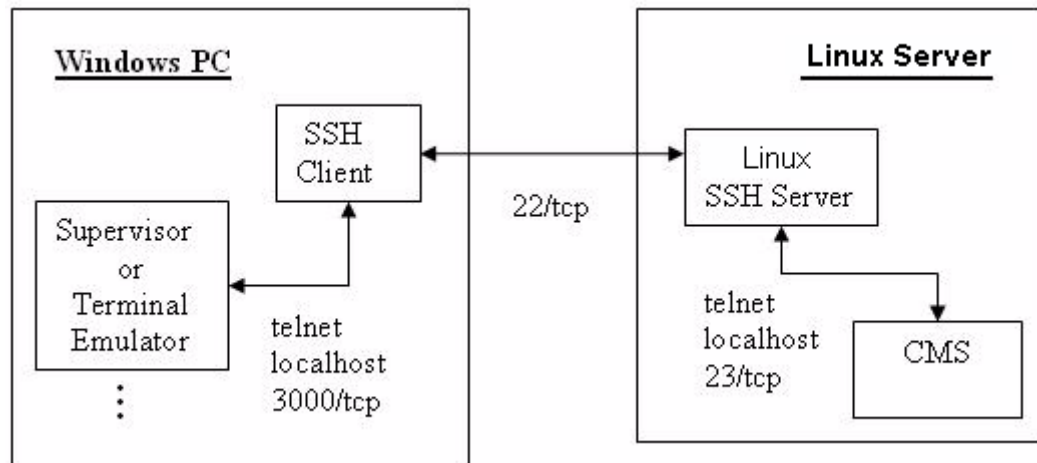 Windows PC
SSH
Client
Supervisor
or
Terminal
Emulator
telnet
localhost
3000/tcp
22/tcp
Linux Server
Linux
SSH Server
telnet
localhost
23/tcp
CMS